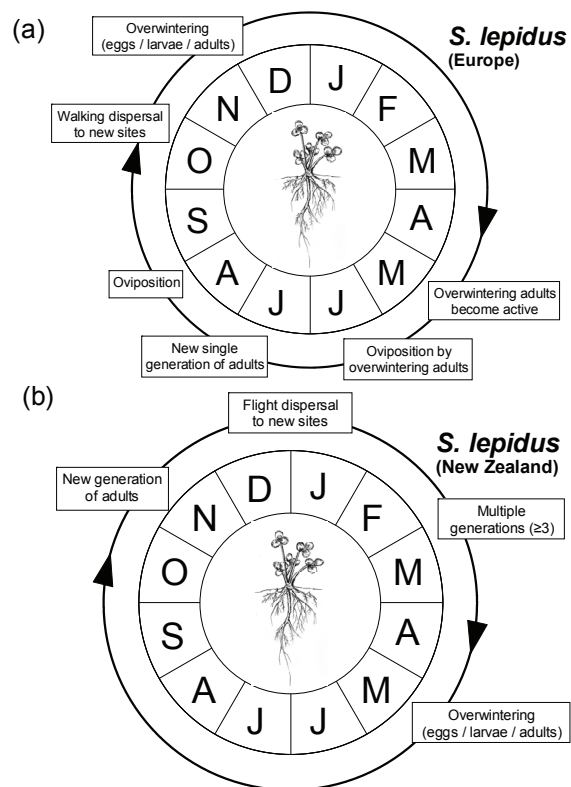 (a)
Overwintering
(eggs / larvae / adults)
S. lepidus
(Europe)
Walking dispersal
to new sites
D
J
F
M
A
M
J
J
A
S
O
N
Oviposition
New single
generation of adults
Oviposition by
overwintering adults
Overwintering adults
become active
(b)
Flight dispersal
to new sites
S. lepidus
(New Zealand)
New generation
of adults
Multiple
generations (≥3)
D
J
F
M
A
M
J
J
A
S
O
N
Overwintering
(eggs / larvae / adults)